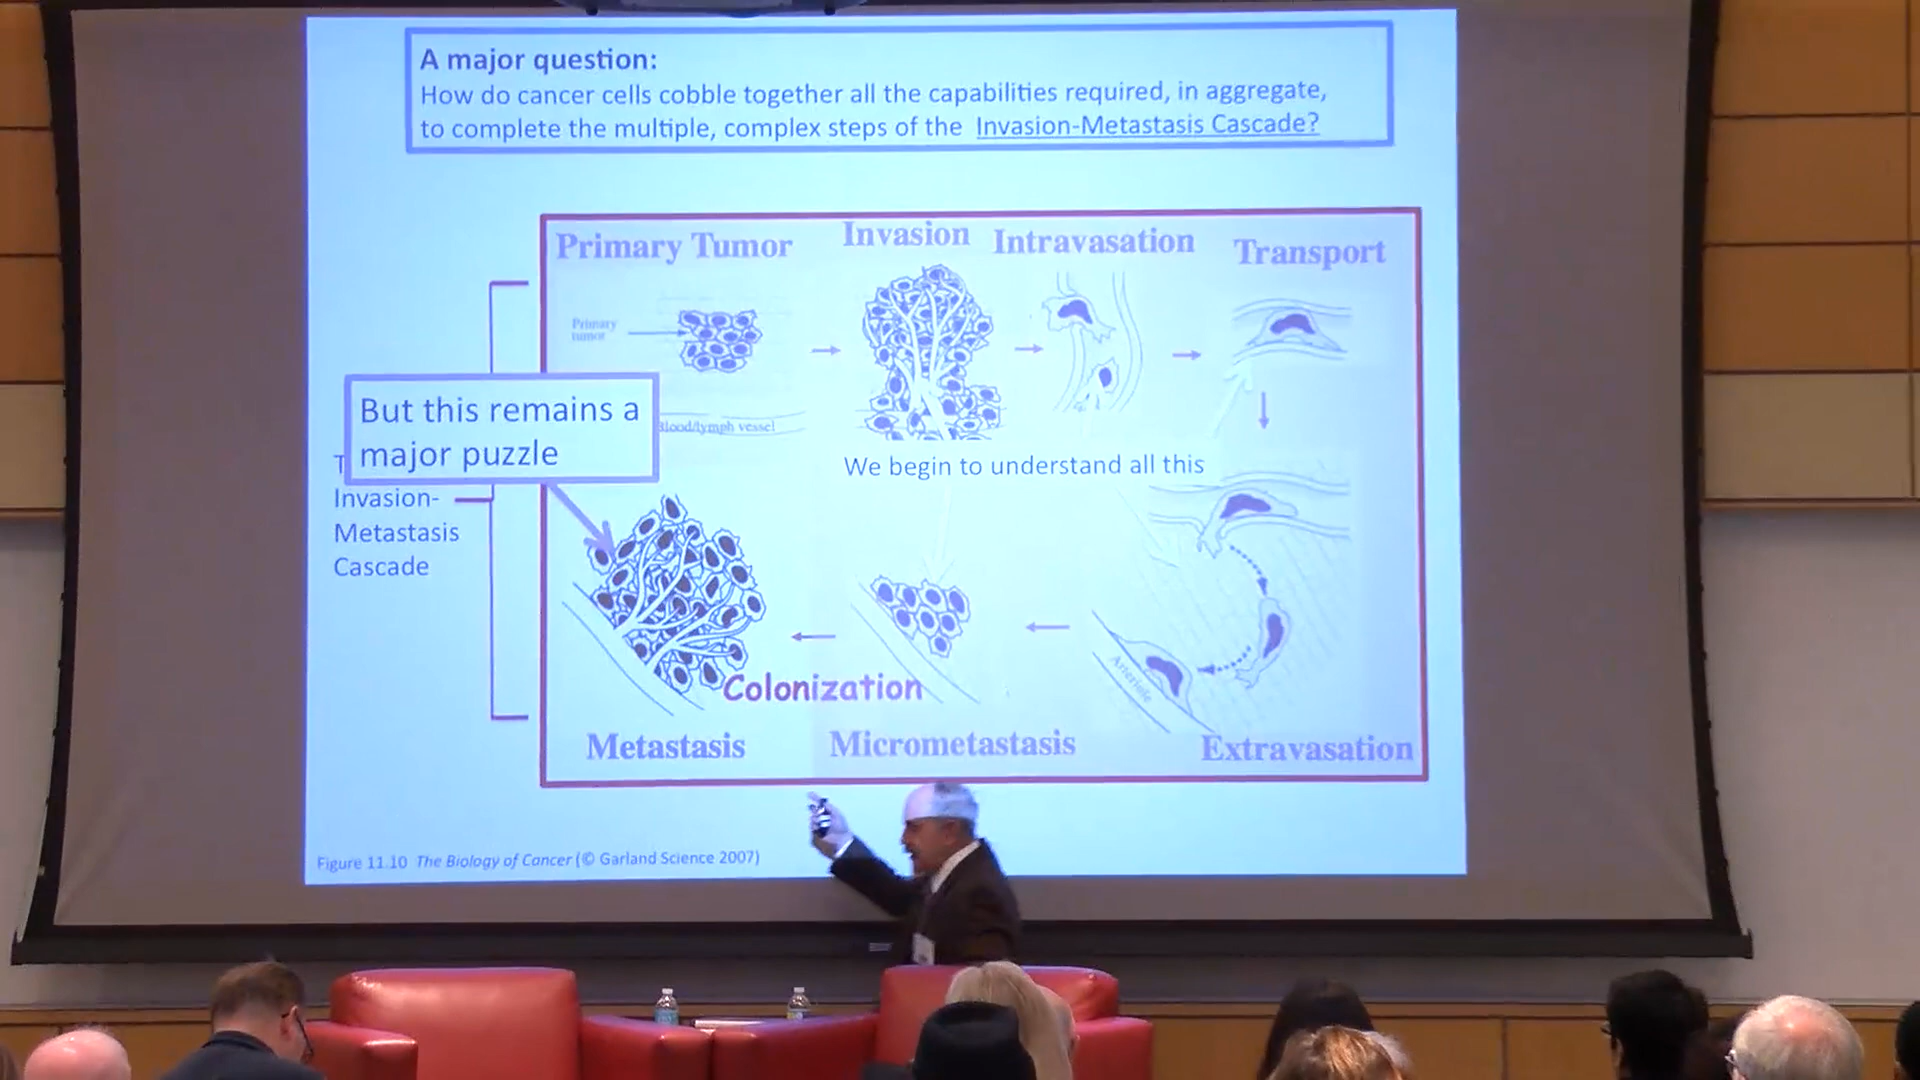 A major question:
How do cancer cells cobble together all the capabilities required, in aggregate,
to complete the multiple, complex steps of the Invasion-Metastasis Cascade?
Primary Tumor
Invasion
Intravasation
Transport
Primary
tumor
But this remains a
major puzzle
Blood/lymph vessel
T
Invasion-
Metastasis
Cascade
We begin to understand all this
Arteriole
Colonization
Metastasis
Micrometastasis
Extravasation
Figure 11.10 The Biology of Cancer (© Garland Science 2007)